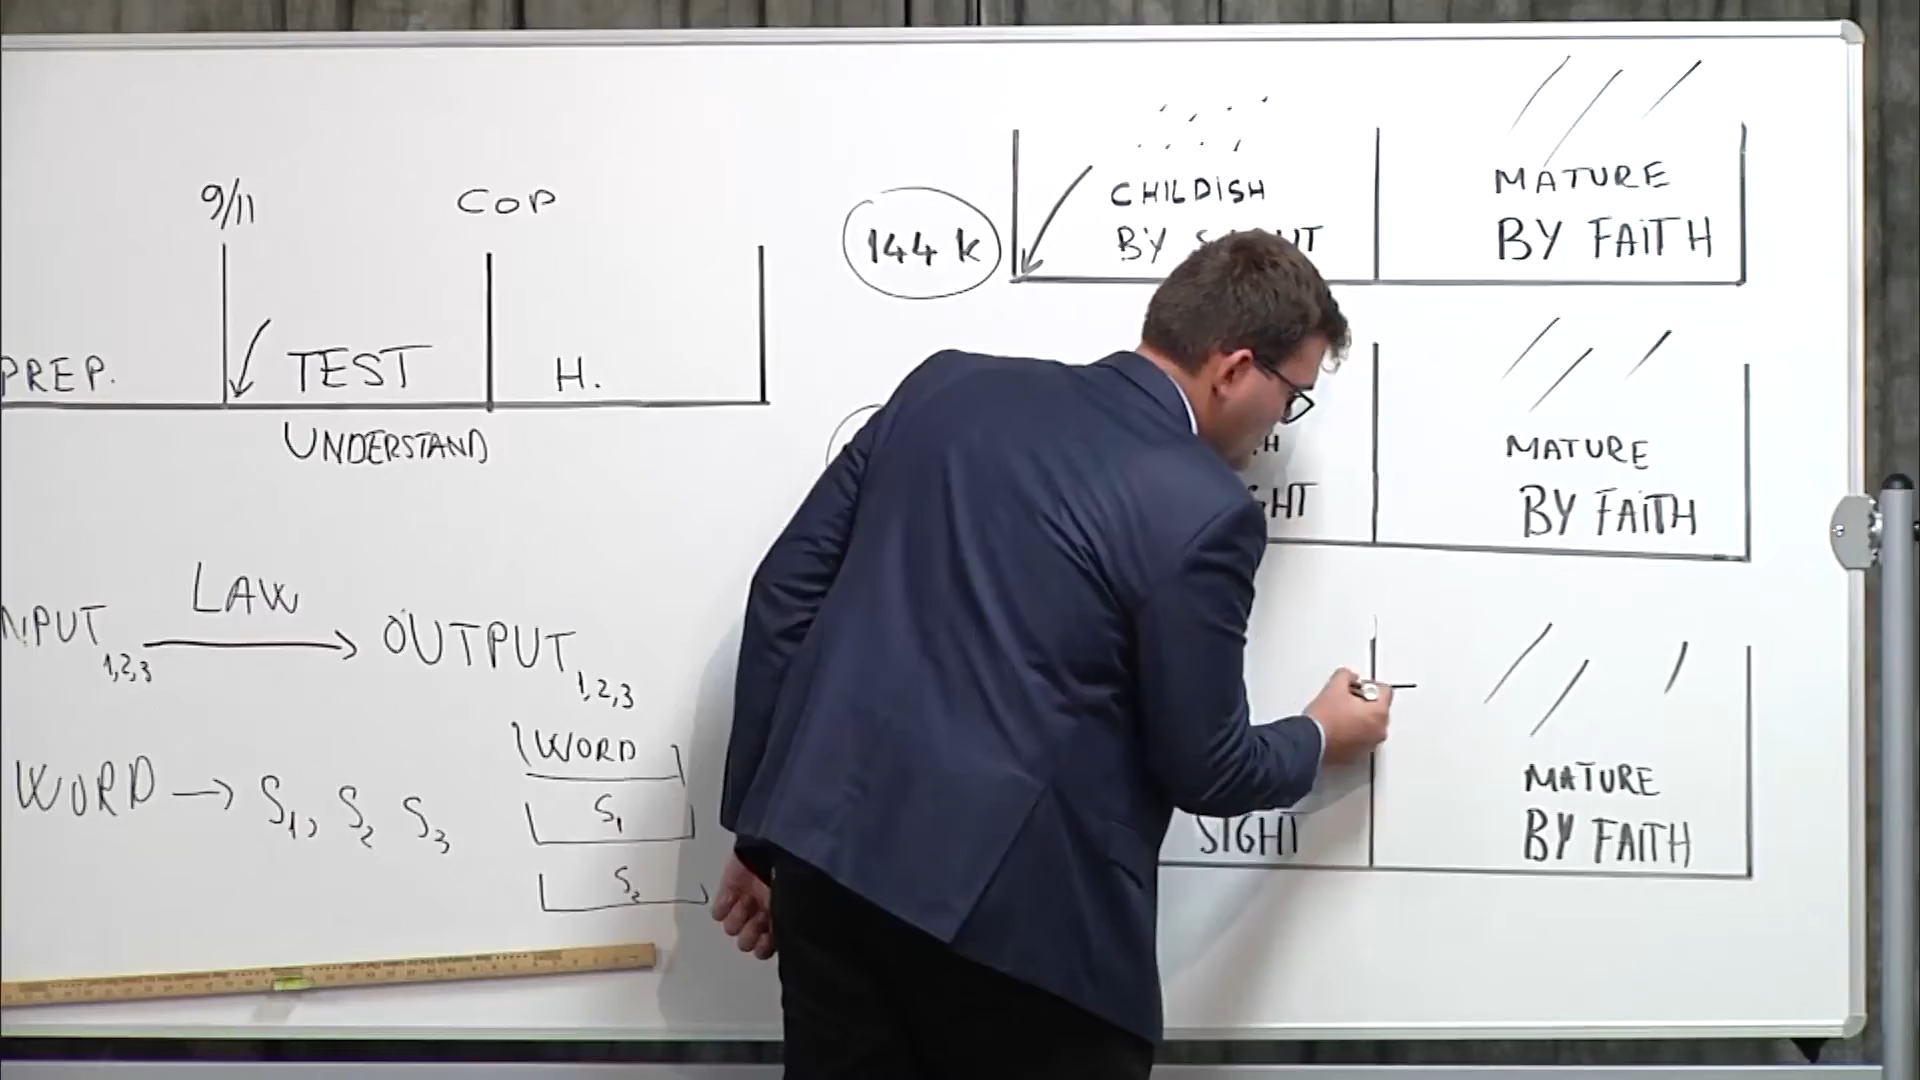 9/11
COP
PREP.
TEST
H.
UNDERSTAND
LAW
INPUT 1,2,3
OUTPUT 1,2,3
WORD → S1, S2 S3
WORD
S1
S2
144 K
CHILDISH
BY
MATURE
BY FAITH
MATURE
BY FAITH
SIGHT
MATURE
BY FAITH